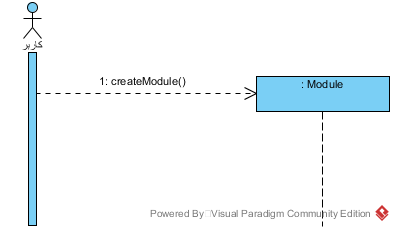 کاربر
1: createModule()
: Module
Powered By Visual Paradigm Community Edition